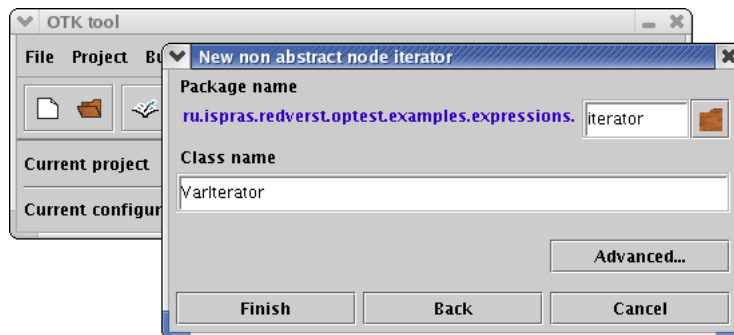 OTK tool
File Project Bu
New non abstract node iterator
Package name
ru.ispras.redverst.optest.examples.expressions. iterator
Current project
Class name
VarIterator
Current configur
Advanced...
Finish Back Cancel